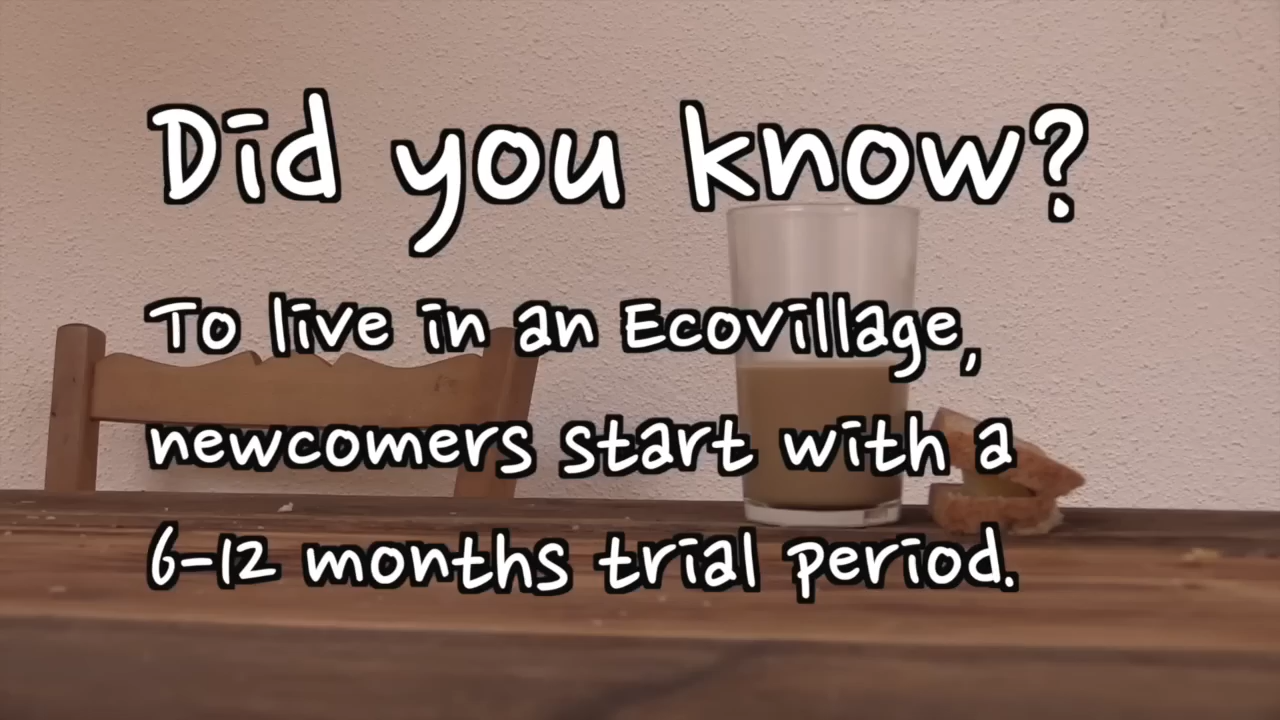 Did you know?
To live in an Ecovillage,
newcomers start with a
6-12 months trial period.